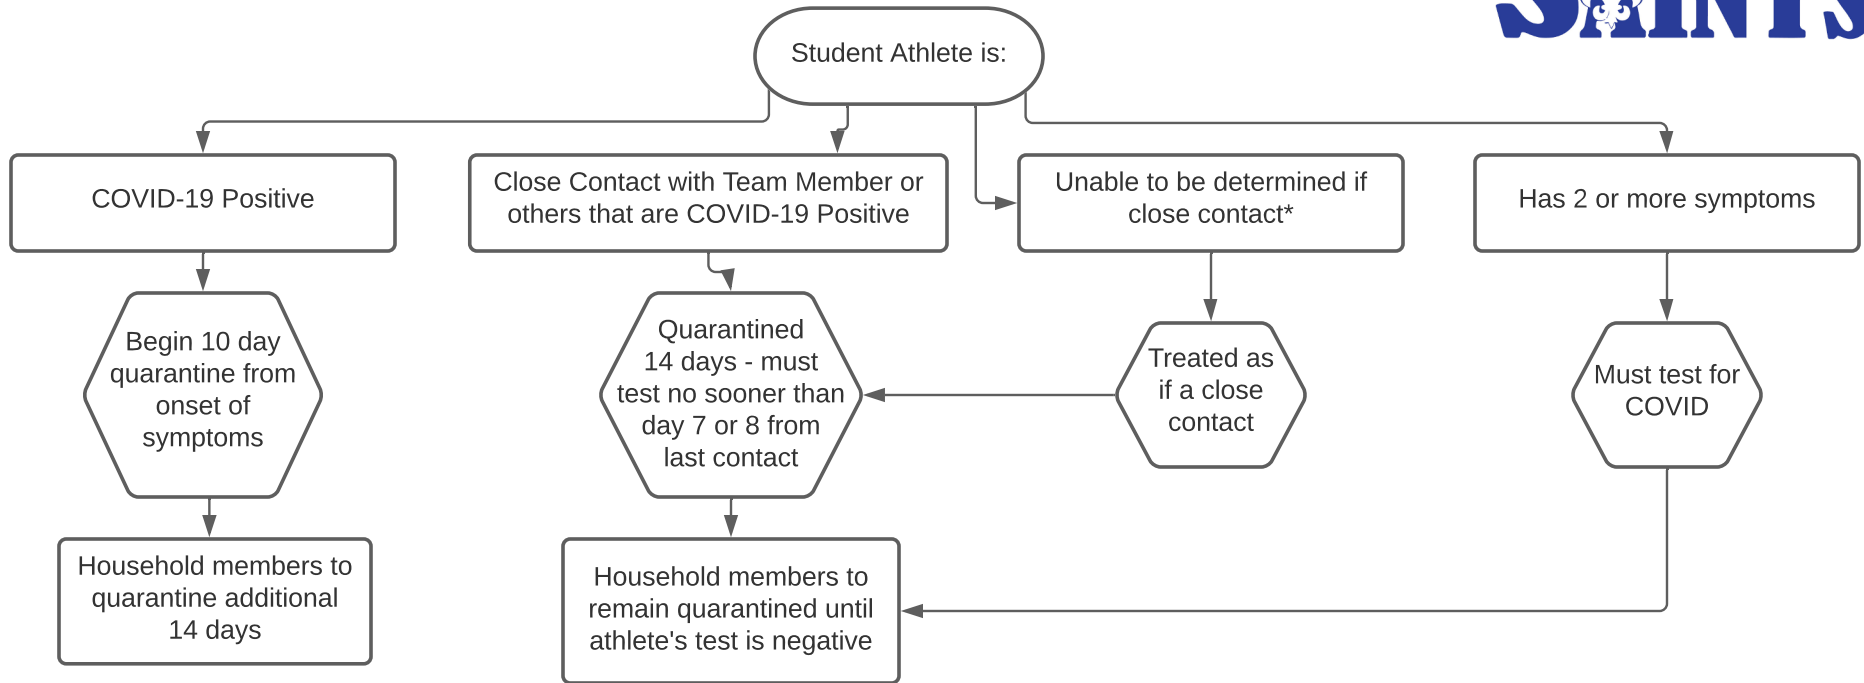 SAINTS
Student Athlete is:
COVID-19 Positive
Close Contact with Team Member or
others that are COVID-19 Positive
Unable to be determined if
close contact*
Has 2 or more symptoms
Begin 10 day
quarantine from
onset of
symptoms
Quarantined
14 days - must
test no sooner than
day 7 or 8 from
last contact
Treated as
if a close
contact
Must test for
COVID
Household members to
quarantine additional
14 days
Household members to
remain quarantined until
athlete's test is negative